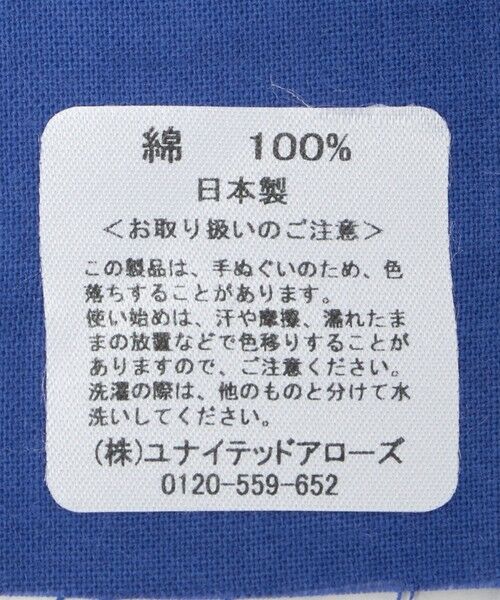 綿 100%
日本製
＜お取り扱いのご注意＞
この製品は、手ぬぐいのため、色
落ちすることがあります。
使い始めは、汗や摩擦、濡れたま
まの放置などで色移りすることが
ありますので、ご注意ください。
洗濯の際は、他のものと分けて水
洗いしてください。
(株)ユナイテッドアローズ
0120-559-652